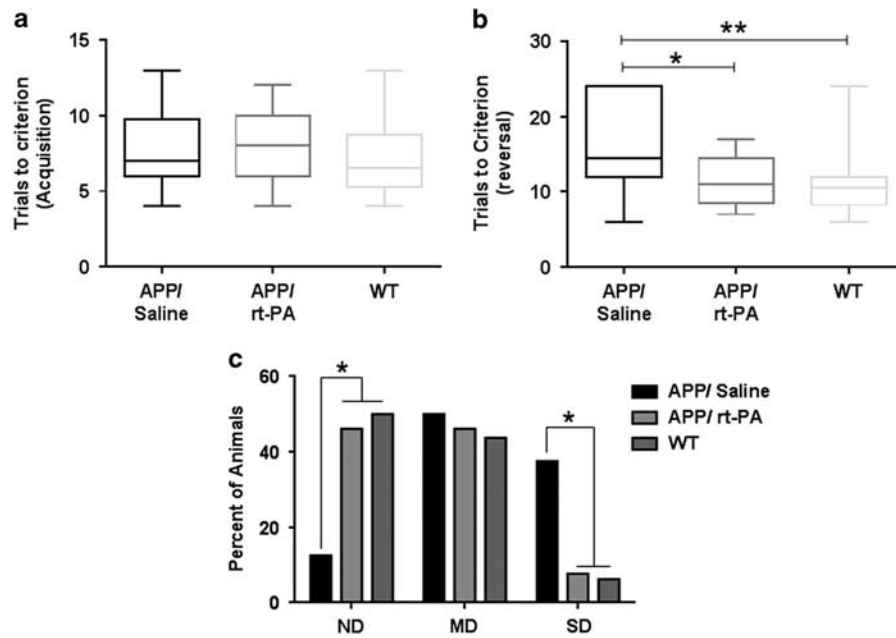 a
Trials to criterion
(Acquisition)
15
10
5
0
APP/
Saline
APP/
rt-PA
WT
b
Trials to Criterion
(reversal)
30
20
10
0
**
*
APP/
Saline
APP/
rt-PA
WT
c
Percent of Animals
60
40
20
0
*
*
ND
MD
SD
APP/ Saline
APP/ rt-PA
WT